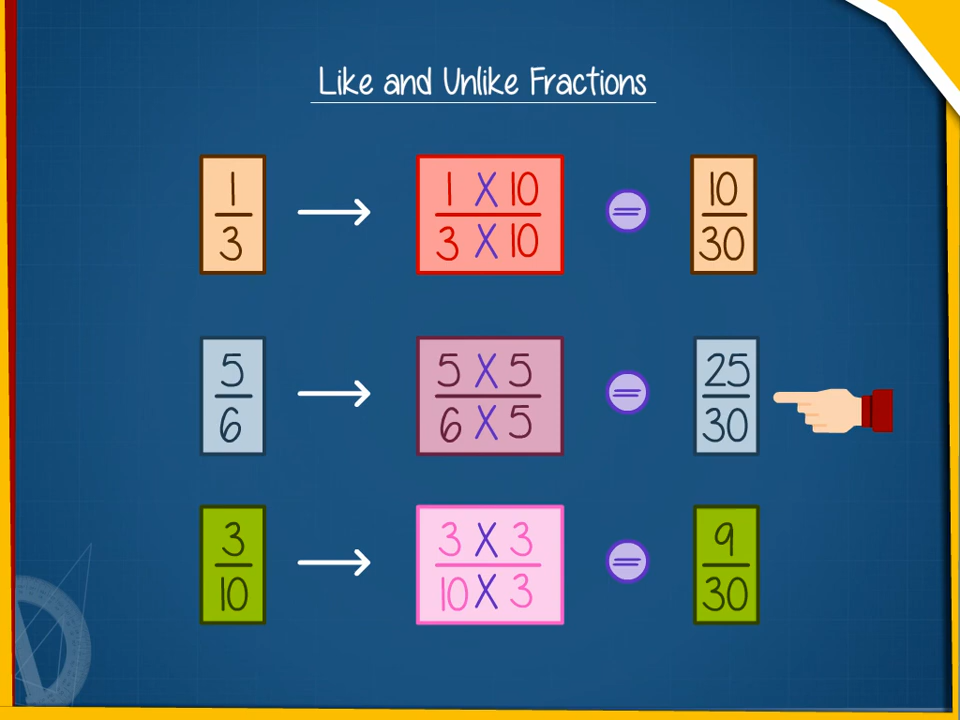 Like and Unlike Fractions
1 1 X 10 10
3 3 X 10 = 30
5 5 X 5 25
6 6 X 5 = 30
3 3 X 3 9
10 10 X 3 = 30